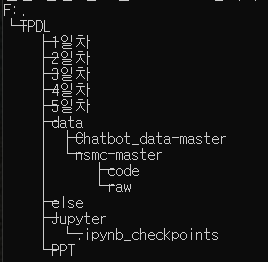 F:.
└─TPDL
    ├─1일차
    ├─2일차
    ├─3일차
    ├─4일차
    ├─5일차
    ├─data
    │  ├─Chatbot_data-master
    │  └─nsmc-master
    │      ├─code
    │      └─raw
    ├─else
    ├─Jupyter
    │  └─.ipynb_checkpoints
    └─PPT